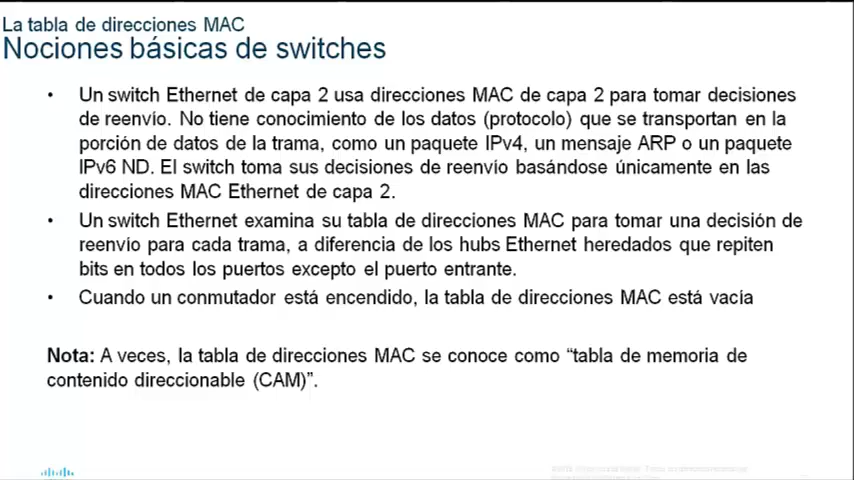 La tabla de direcciones MAC
Nociones básicas de switches
• Un switch Ethernet de capa 2 usa direcciones MAC de capa 2 para tomar decisiones
de reenvío. No tiene conocimiento de los datos (protocolo) que se transportan en la
porción de datos de la trama, como un paquete IPv4, un mensaje ARP o un paquete
IPv6 ND. El switch toma sus decisiones de reenvío basándose únicamente en las
direcciones MAC Ethernet de capa 2.
• Un switch Ethernet examina su tabla de direcciones MAC para tomar una decisión de
reenvío para cada trama, a diferencia de los hubs Ethernet heredados que repiten
bits en todos los puertos excepto el puerto entrante.
• Cuando un conmutador está encendido, la tabla de direcciones MAC está vacía
Nota: A veces, la tabla de direcciones MAC se conoce como “tabla de memoria de
contenido direccionable (CAM)”.